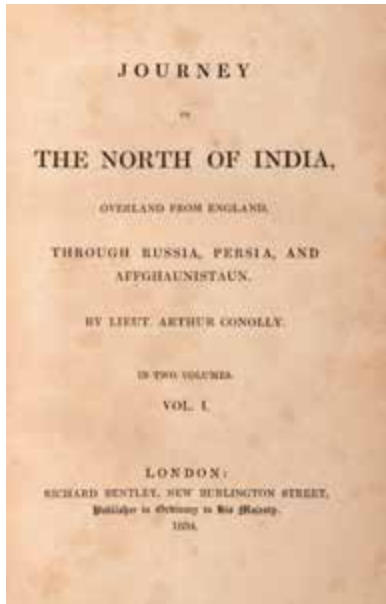 JOURNEY
TO
THE NORTH OF INDIA,
OVERLAND FROM ENGLAND,
THROUGH RUSSIA, PERSIA, AND
AFFGHAUNISTAUN.
BY LIEUT. ARTHUR CONOLLY.
IN TWO VOLUMES.
VOL. I.
LONDON:
RICHARD BENTLEY, NEW BURLINGTON STREET,
Publisher in Ordinary to His Majesty.
1834.